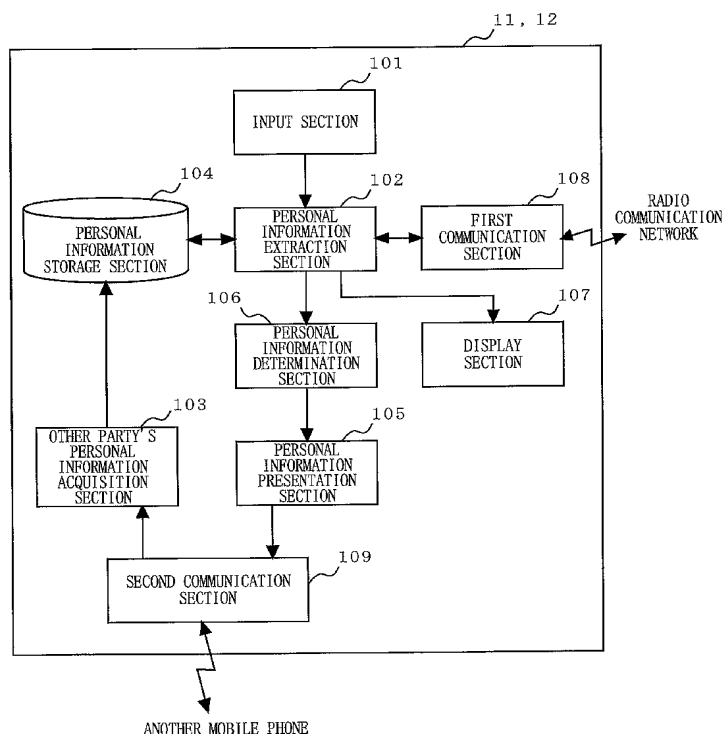 11, 12
101
INPUT SECTION
104
PERSONAL
INFORMATION
STORAGE SECTION
102
PERSONAL
INFORMATION
EXTRACTION
SECTION
108
FIRST
COMMUNICATION
SECTION
RADIO
COMMUNICATION
NETWORK
106
PERSONAL
INFORMATION
DETERMINATION
SECTION
107
DISPLAY
SECTION
103
OTHER PARTY'S
PERSONAL
INFORMATION
ACQUISITION
SECTION
105
PERSONAL
INFORMATION
PRESENTATION
SECTION
109
SECOND COMMUNICATION
SECTION
ANOTHER MOBILE PHONE